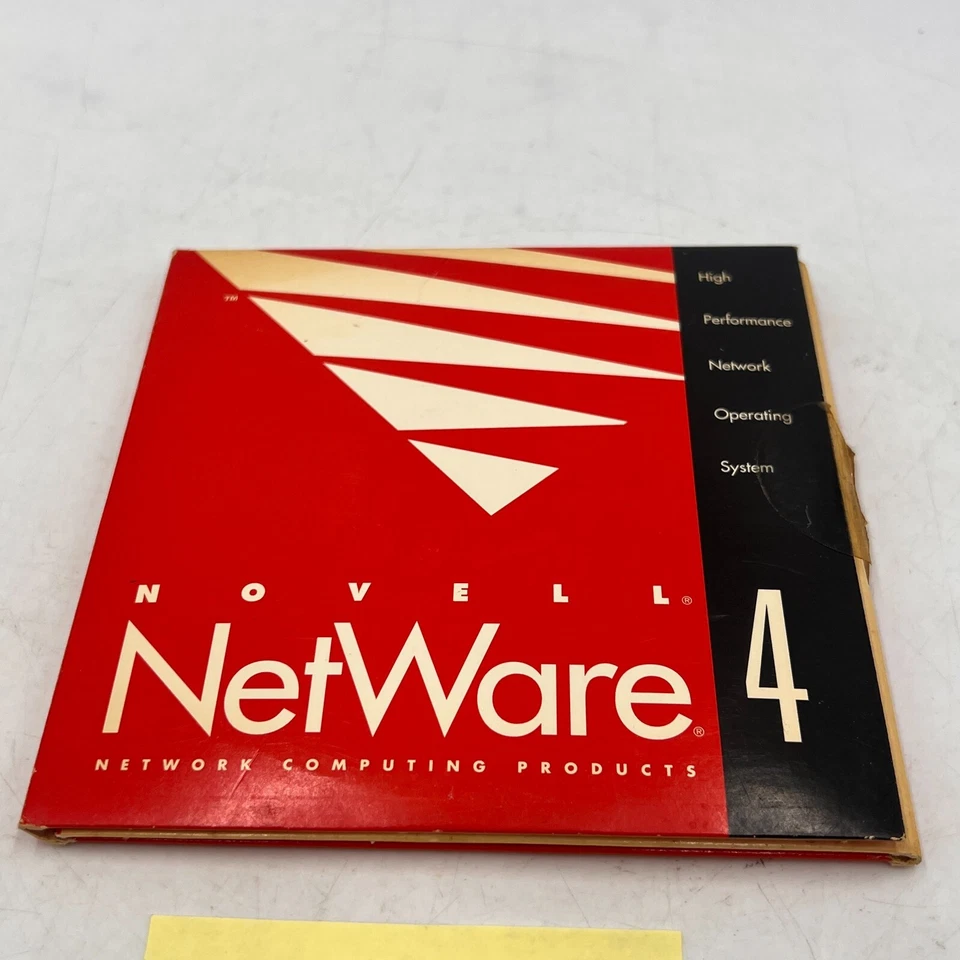 TM
High
Performance
Network
Operating
System
NOVELL®
NetWare®
4
NETWORK COMPUTING PRODUCTS